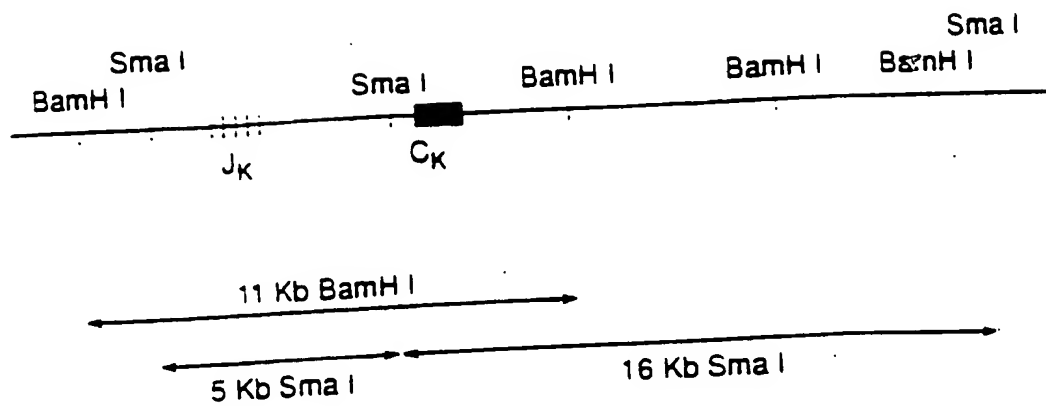 Sma I
Sma I
BamH I
Sma I
BamH I
BamH I
BamH I
J K
C K
11 Kb BamH I
5 Kb Sma I
16 Kb Sma I